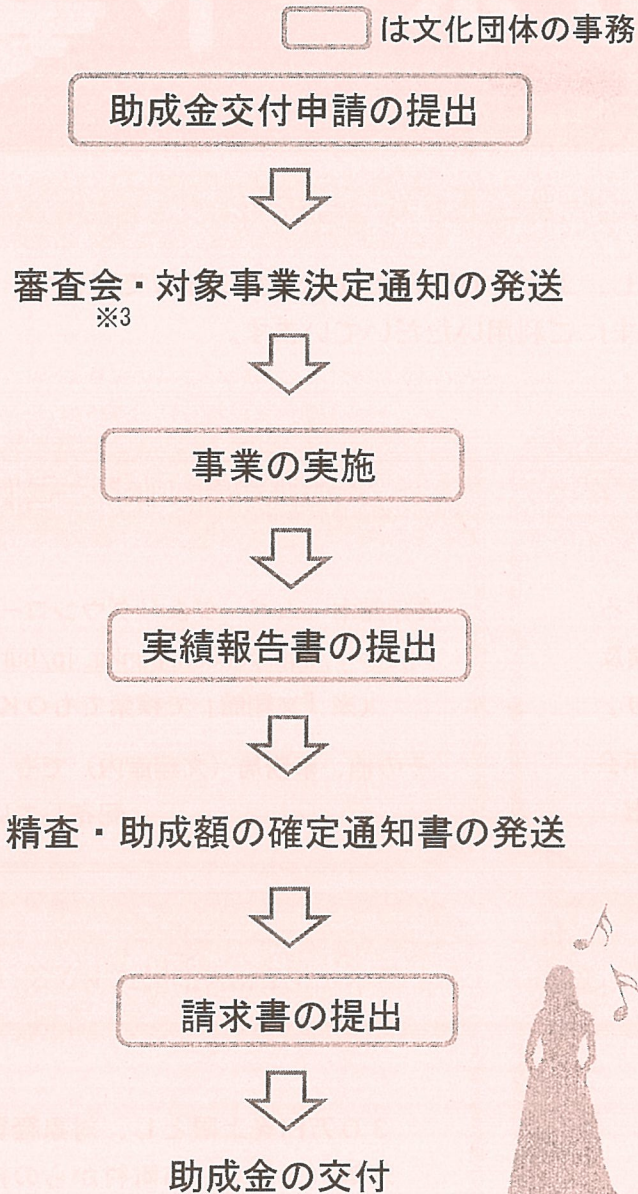 は文化団体の事務
助成金交付申請の提出
審査会・対象事業決定通知の発送
※3
事業の実施
実績報告書の提出
精査・助成額の確定通知書の発送
請求書の提出
助成金の交付